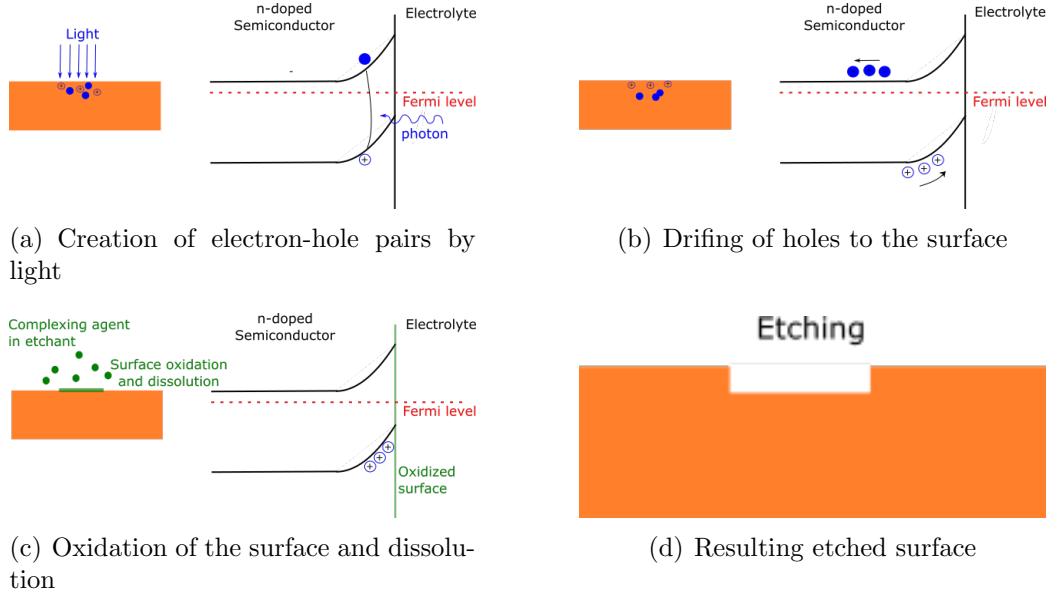 n-doped
Semiconductor
Electrolyte
Light
Fermi level
photon
(a) Creation of electron-hole pairs by
light
n-doped
Semiconductor
Electrolyte
Fermi level
(b) Drifing of holes to the surface
Complexing agent
in etchant
Surface oxidation
and dissolution
n-doped
Semiconductor
Electrolyte
Fermi level
Oxidized
surface
(c) Oxidation of the surface and dissolu-
tion
Etching
(d) Resulting etched surface